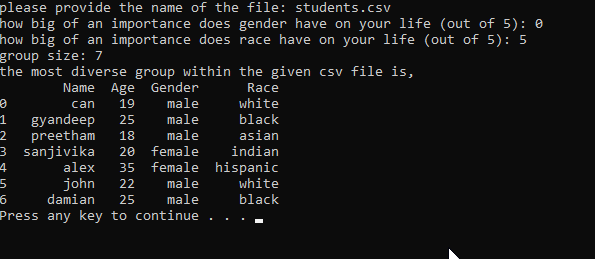 please provide the name of the file: students.csv
how big of an importance does gender have on your life (out of 5): 0
how big of an importance does race have on your life (out of 5): 5
group size: 7
the most diverse group within the given csv file is,
Name Age Gender Race
0 can 19 male white
1 gyandeep 25 male black
2 preetham 18 male asian
3 sanjivika 20 female indian
4 alex 35 female hispanic
5 john 22 male white
6 damian 25 male black
Press any key to continue . . .